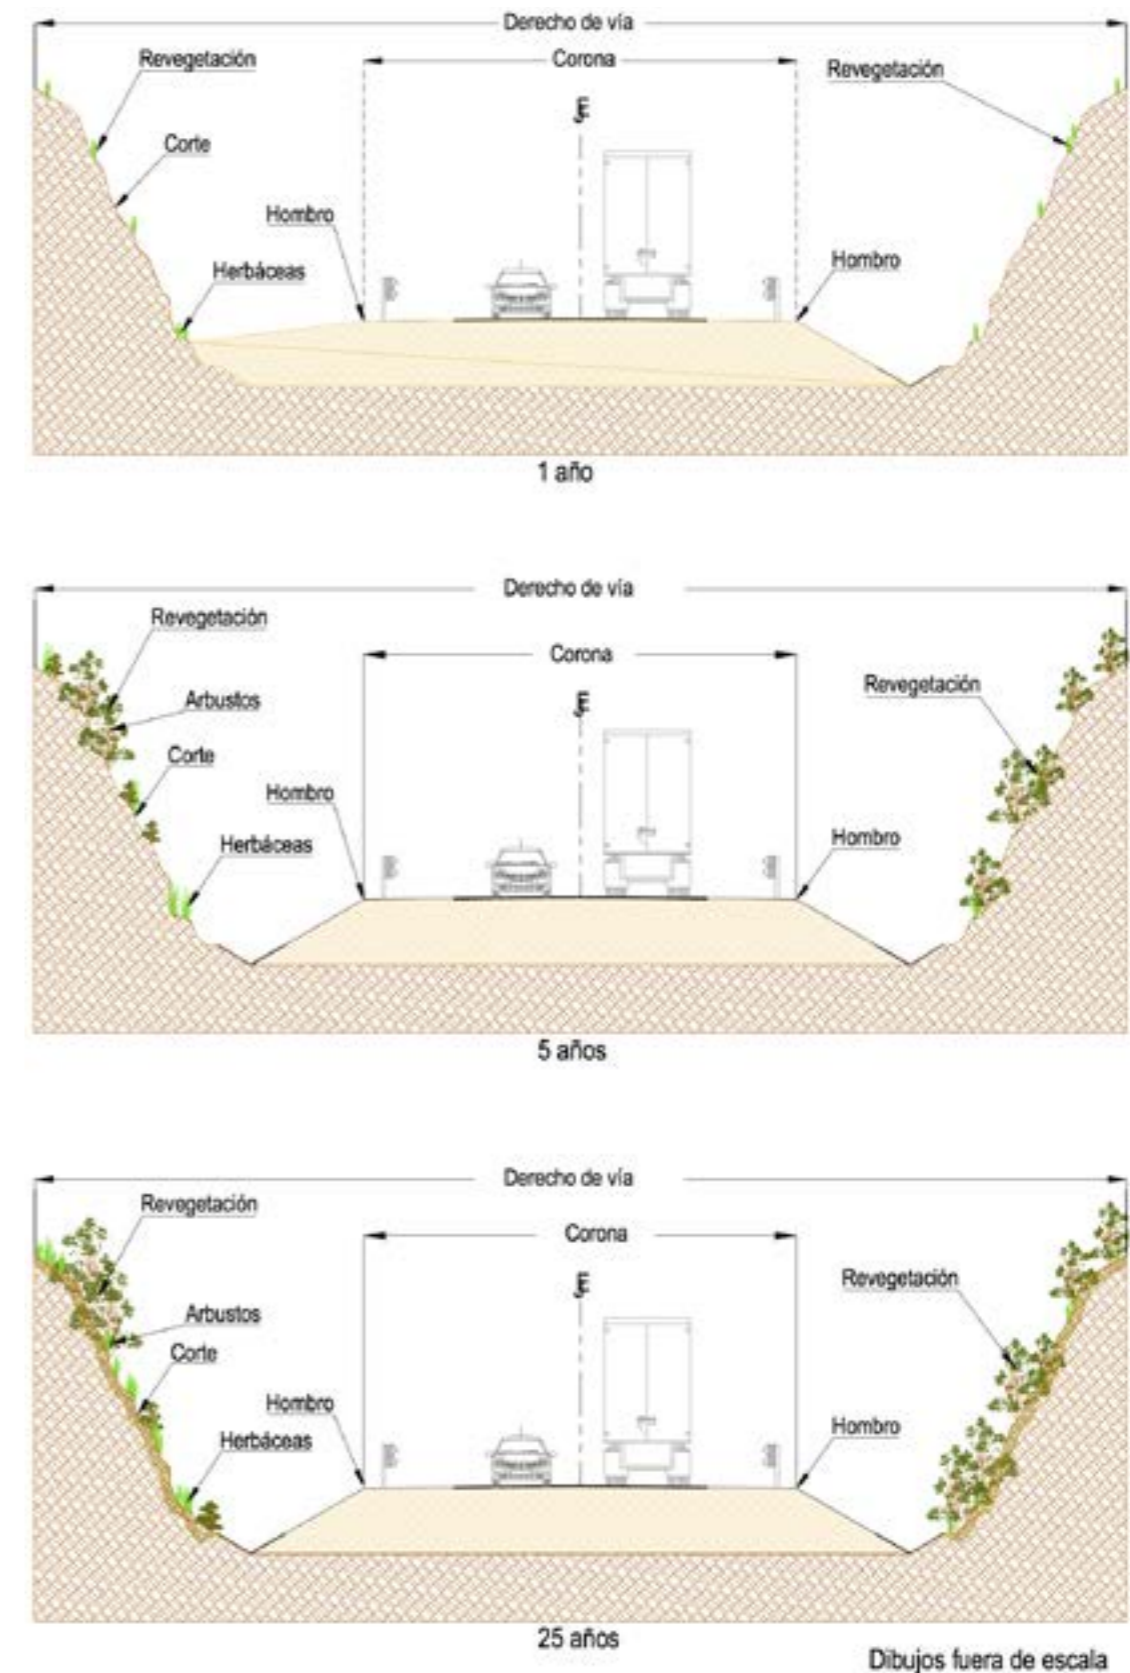 Derecho de vía
Revegetación
Corona
Revegetación
Corte
Hombro
Hombro
Herbáceas
1 año
Derecho de vía
Revegetación
Corona
Revegetación
Arbustos
Corte
Hombro
Hombro
Herbáceas
5 años
Derecho de vía
Revegetación
Corona
Revegetación
Arbustos
Corte
Hombro
Hombro
Herbáceas
25 años
Dibujos fuera de escala